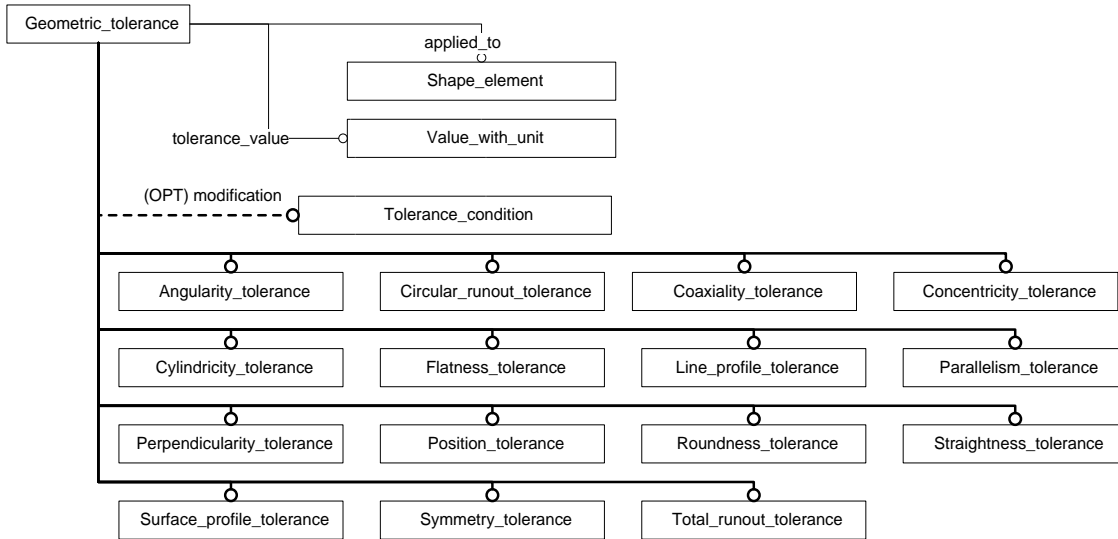 Geometric_tolerance
applied_to
Shape_element
tolerance_value
Value_with_unit
(OPT) modification
Tolerance_condition
Angularity_tolerance
Circular_runout_tolerance
Coaxiality_tolerance
Concentricity_tolerance
Cylindricity_tolerance
Flatness_tolerance
Line_profile_tolerance
Parallelism_tolerance
Perpendicularity_tolerance
Position_tolerance
Roundness_tolerance
Straightness_tolerance
Surface_profile_tolerance
Symmetry_tolerance
Total_runout_tolerance